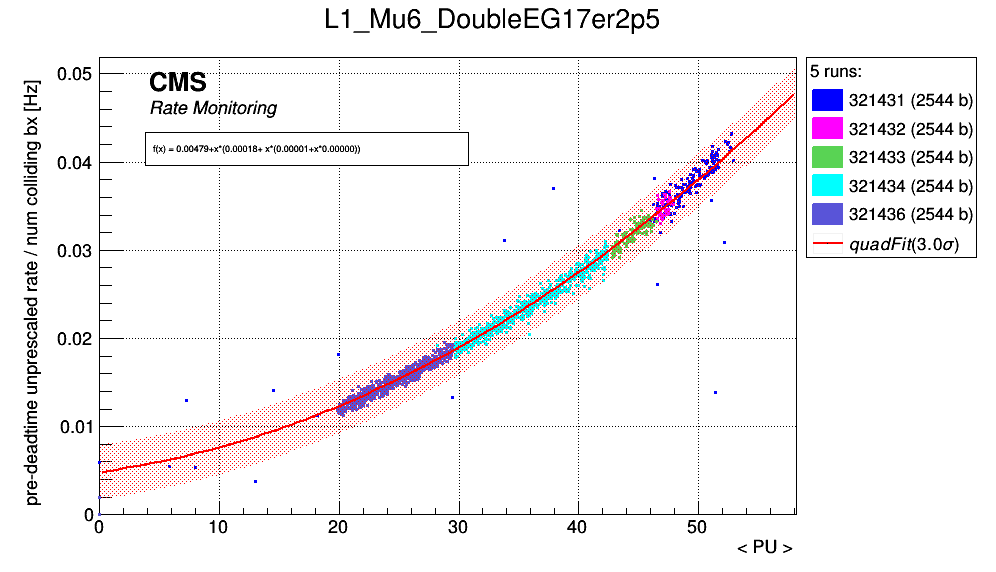 L1_Mu6_DoubleEG17er2p5
CMS
Rate Monitoring
f(x) = 0.00479+x*(0.00018+ x*(0.00001+x*0.00000))
pre-deadtime unprescaled rate / num colliding bx [Hz]
0.05
0.04
0.03
0.02
0.01
0
0 10 20 30 40 50
< PU >
5 runs:
321431 (2544 b)
321432 (2544 b)
321433 (2544 b)
321434 (2544 b)
321436 (2544 b)
quadFit(3.0σ)